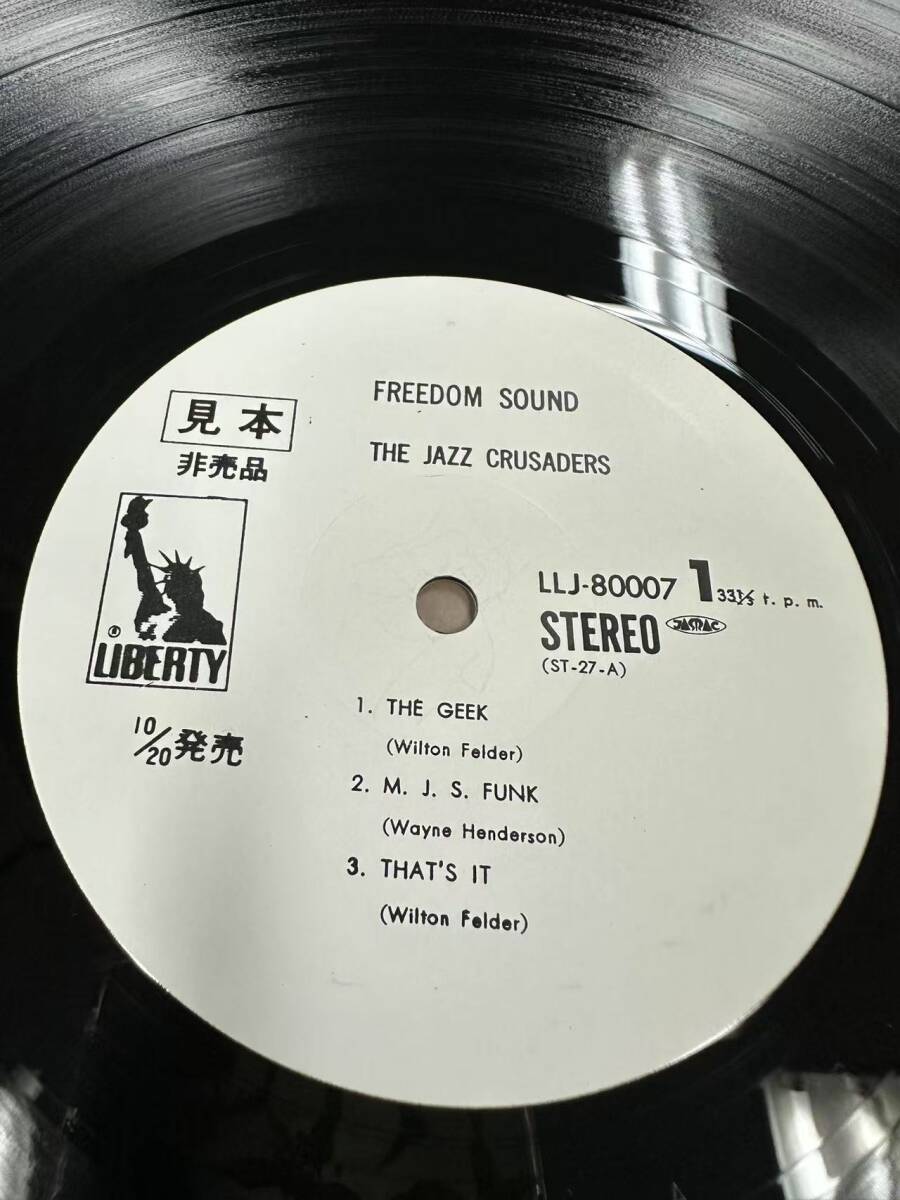 FREEDOM SOUND
THE JAZZ CRUSADERS
見本
非売品
® LIBERTY
10/20発売
LLJ-80007 1 33⅓ r. p. m.
STEREO JASRAC
(ST-27-A)
1. THE GEEK
(Wilton Felder)
2. M. J. S. FUNK
(Wayne Henderson)
3. THAT'S IT
(Wilton Felder)